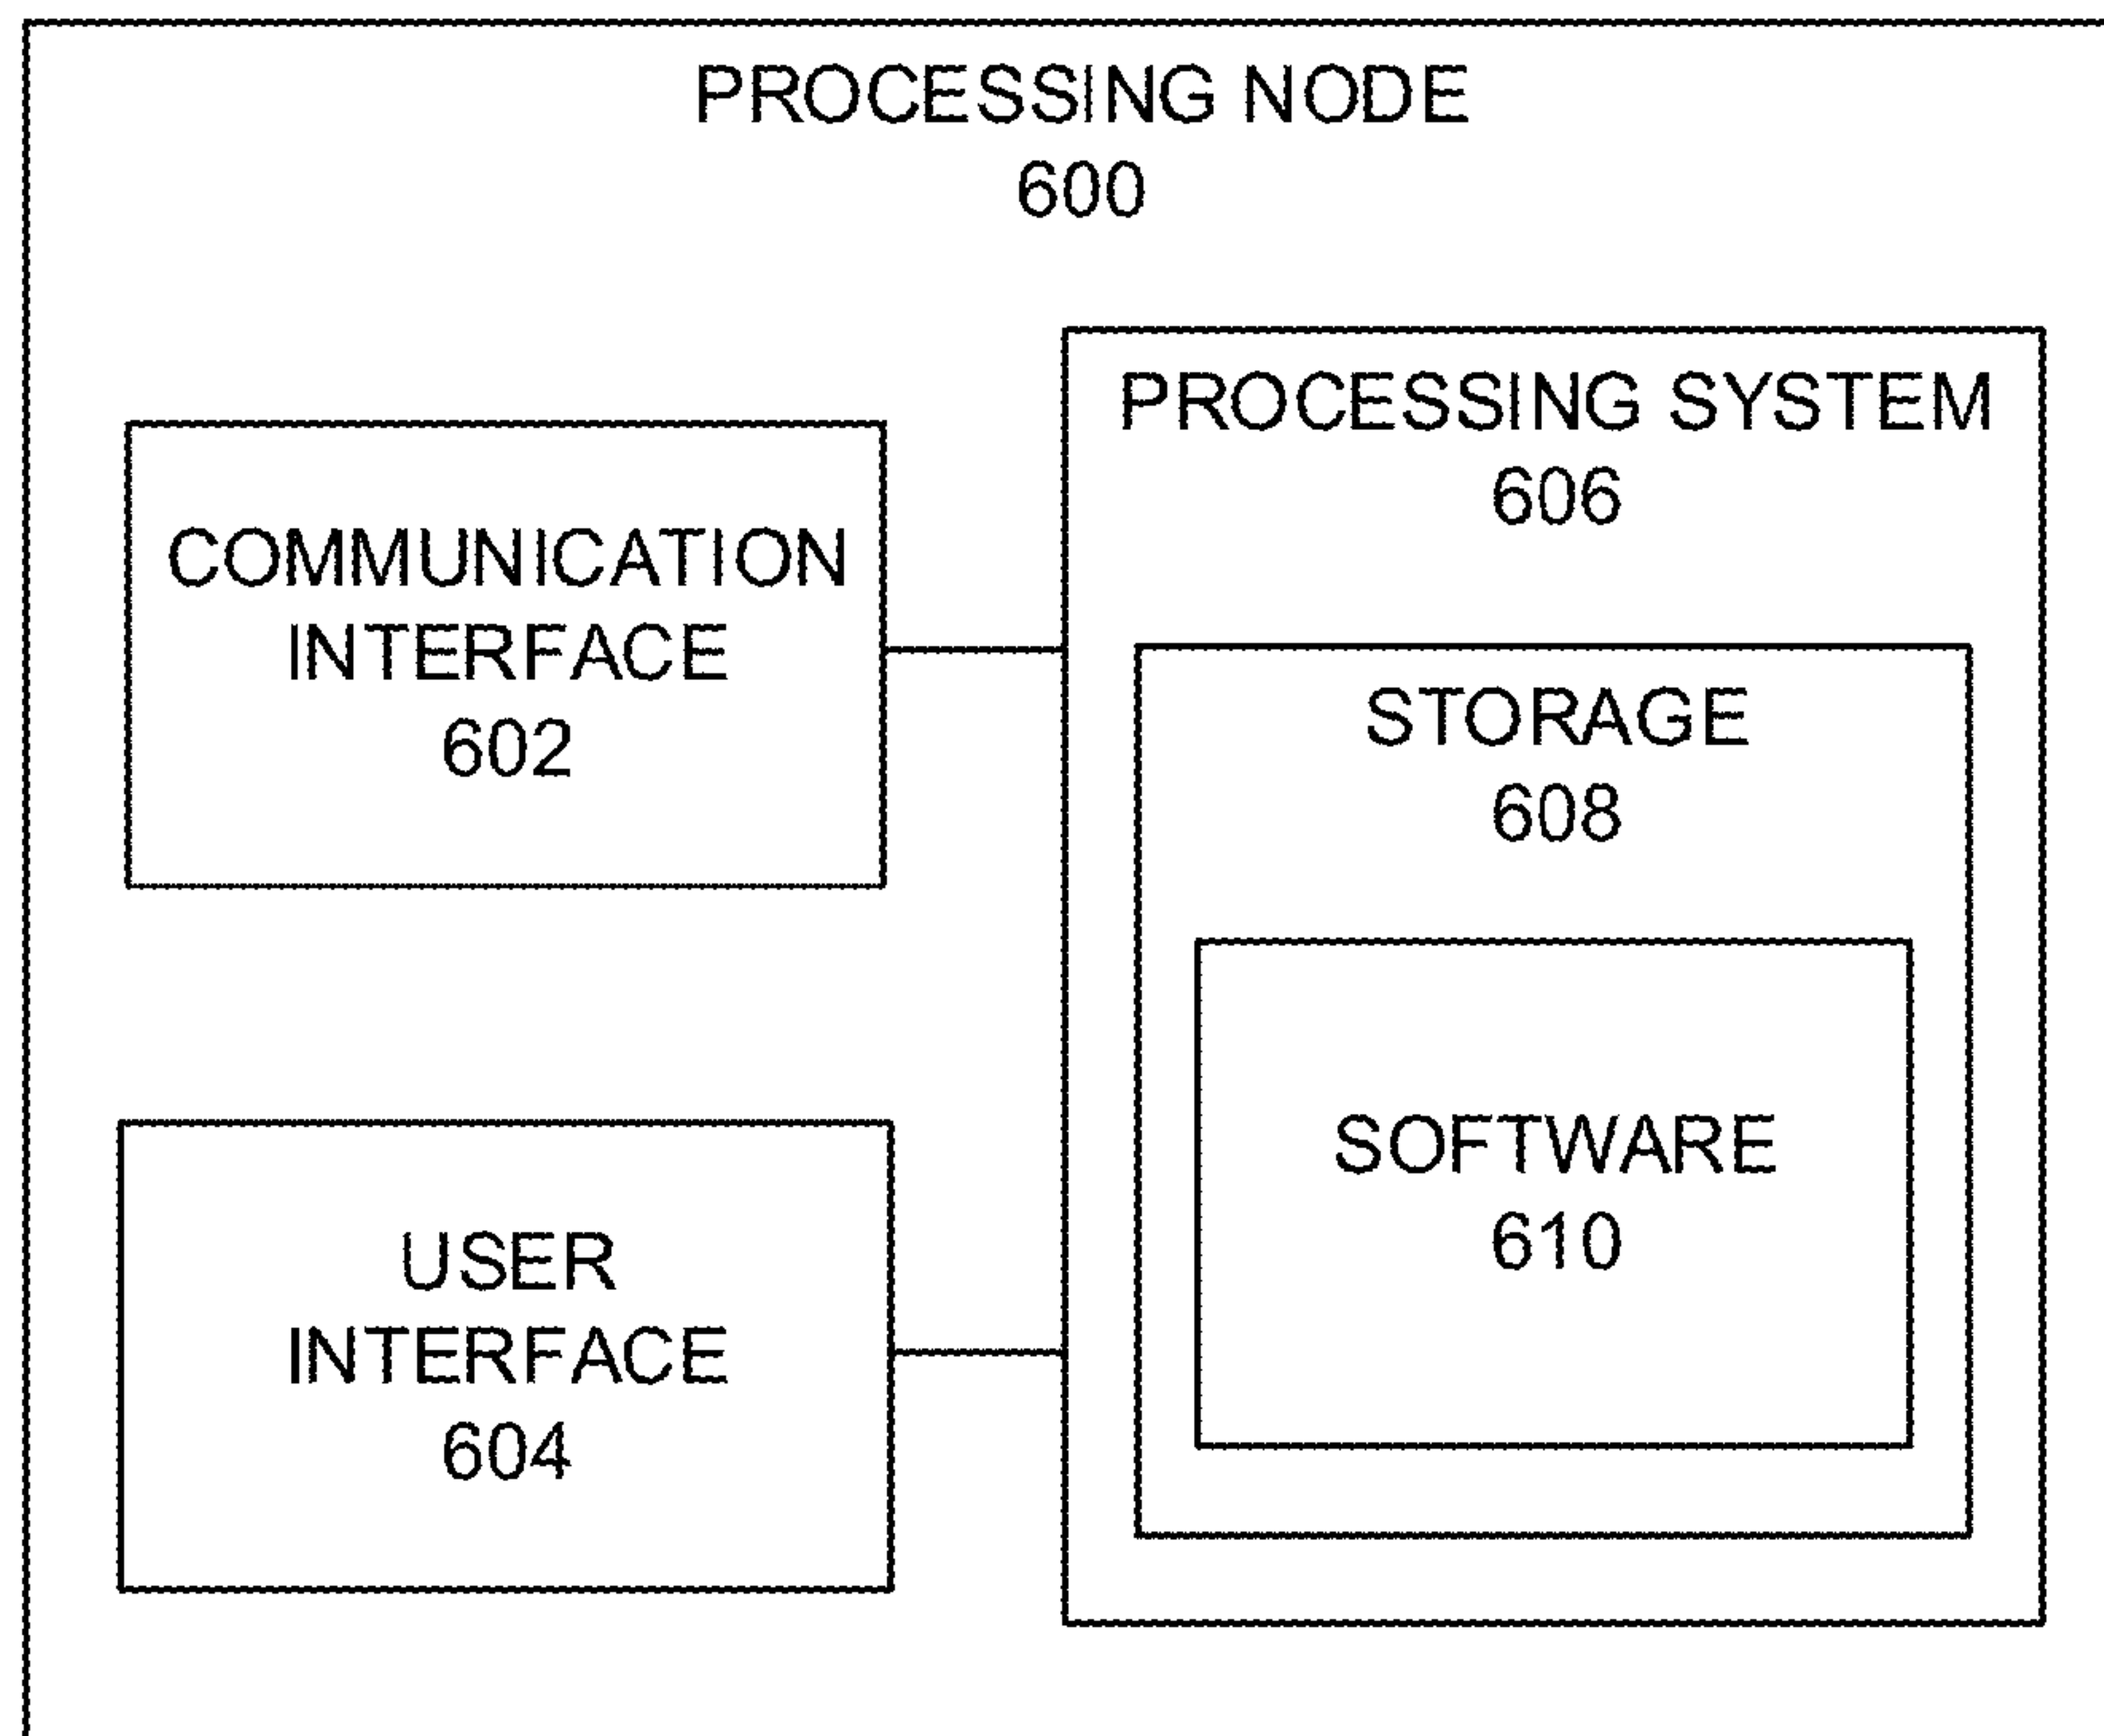 PROCESSING NODE
600
PROCESSING SYSTEM
606
COMMUNICATION
INTERFACE
602
STORAGE
608
SOFTWARE
610
USER
INTERFACE
604